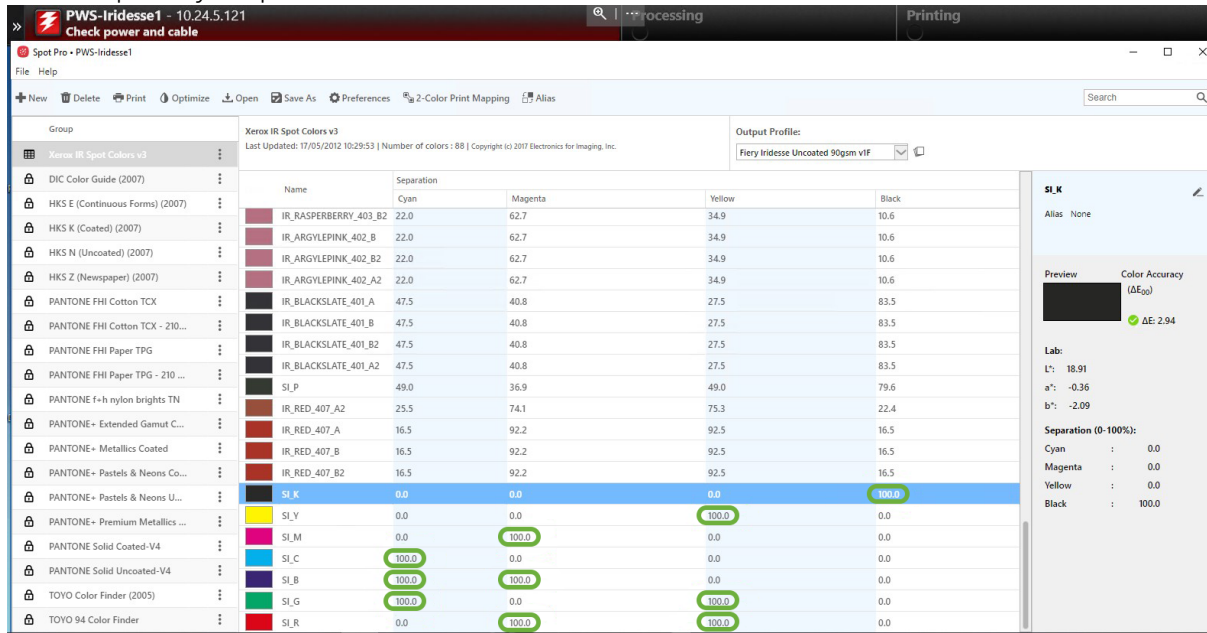 PWS-Iridesse1 - 10.24.5.121
Check power and cable
Processing
Printing
Spot Pro • PWS-Iridesse1
File Help
New Delete Print Optimize Open Save As Preferences 2-Color Print Mapping Alias
Search
Group
Xerox IR Spot Colors v3
DIC Color Guide (2007)
HKS E (Continuous Forms) (2007)
HKS K (Coated) (2007)
HKS N (Uncoated) (2007)
HKS Z (Newspaper) (2007)
PANTONE FHI Cotton TCX
PANTONE FHI Cotton TCX - 210...
PANTONE FHI Paper TPG
PANTONE FHI Paper TPG - 210 ...
PANTONE f+h nylon brights TN
PANTONE+ Extended Gamut C...
PANTONE+ Metallics Coated
PANTONE+ Pastels & Neons Co...
PANTONE+ Pastels & Neons U...
PANTONE+ Premium Metallics ...
PANTONE Solid Coated-V4
PANTONE Solid Uncoated-V4
TOYO Color Finder (2005)
TOYO 94 Color Finder
Xerox IR Spot Colors v3
Last Updated: 17/05/2012 10:29:53 | Number of colors : 88 | Copyright (c) 2017 Electronics for Imaging, Inc.
Output Profile:
Fiery Iridesse Uncoated 90gsm v1F
Name Separation
Cyan Magenta Yellow Black
IR_RASPERBERRY_403_B2 22.0 62.7 34.9 10.6
IR_ARGYLEPINK_402_B 22.0 62.7 34.9 10.6
IR_ARGYLEPINK_402_B2 22.0 62.7 34.9 10.6
IR_ARGYLEPINK_402_A2 22.0 62.7 34.9 10.6
IR_BLACKSLATE_401_A 47.5 40.8 27.5 83.5
IR_BLACKSLATE_401_B 47.5 40.8 27.5 83.5
IR_BLACKSLATE_401_B2 47.5 40.8 27.5 83.5
IR_BLACKSLATE_401_A2 47.5 40.8 27.5 83.5
SI_P 49.0 36.9 49.0 79.6
IR_RED_407_A2 25.5 74.1 75.3 22.4
IR_RED_407_A 16.5 92.2 92.5 16.5
IR_RED_407_B 16.5 92.2 92.5 16.5
IR_RED_407_B2 16.5 92.2 92.5 16.5
SI_K 0.0 0.0 0.0 100.0
SI_Y 0.0 0.0 100.0 0.0
SI_M 0.0 100.0 0.0 0.0
SI_C 100.0 0.0 0.0 0.0
SI_B 100.0 100.0 0.0 0.0
SI_G 100.0 0.0 100.0 0.0
SI_R 0.0 100.0 100.0 0.0
SI_K
Alias None
Preview Color Accuracy
(ΔE00)
ΔE: 2.94
Lab:
L*: 18.91
a*: -0.36
b*: -2.09
Separation (0-100%):
Cyan : 0.0
Magenta : 0.0
Yellow : 0.0
Black : 100.0